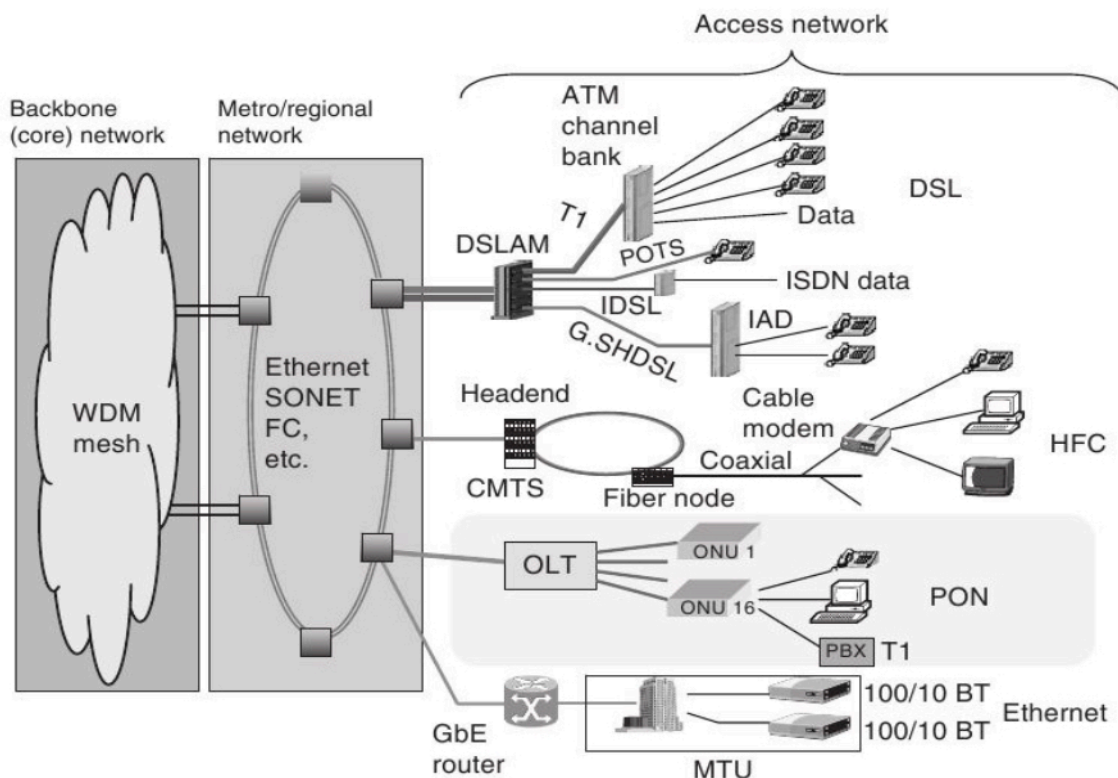 Access network
Backbone
(core) network
Metro/regional
network
WDM
mesh
Ethernet
SONET
FC,
etc.
ATM
channel
bank
T1
DSLAM
POTS
Data
DSL
IDSL
ISDN data
G.SHDSL
IAD
Headend
CMTS
Fiber node
Coaxial
Cable
modem
HFC
OLT
ONU 1
ONU 16
PBX
T1
PON
GbE
router
MTU
100/10 BT
100/10 BT
Ethernet